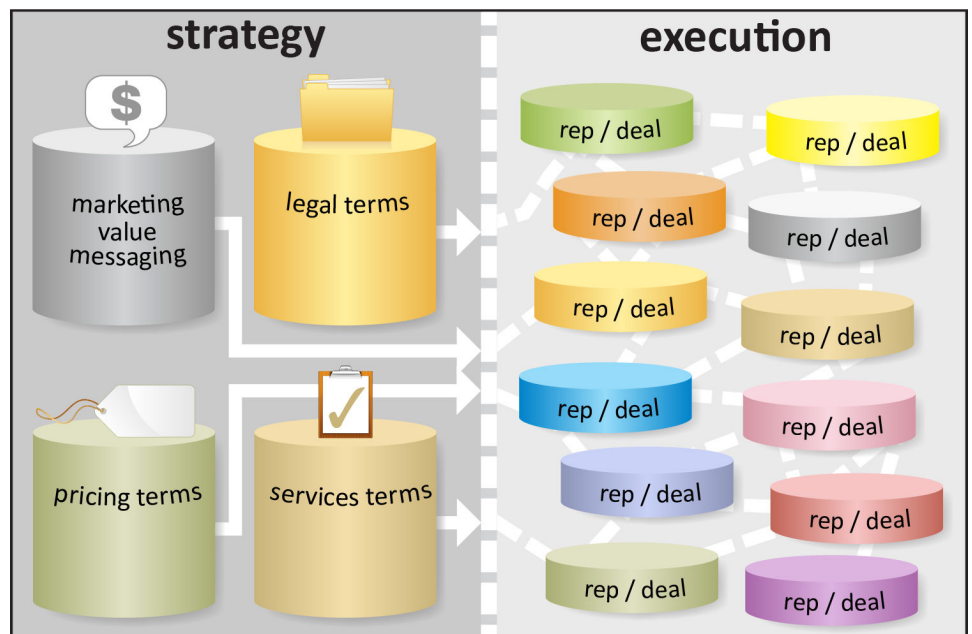 strategy
$
marketing
value
messaging
legal terms
pricing terms
services terms
execution
rep / deal
rep / deal
rep / deal
rep / deal
rep / deal
rep / deal
rep / deal
rep / deal
rep / deal
rep / deal
rep / deal
rep / deal